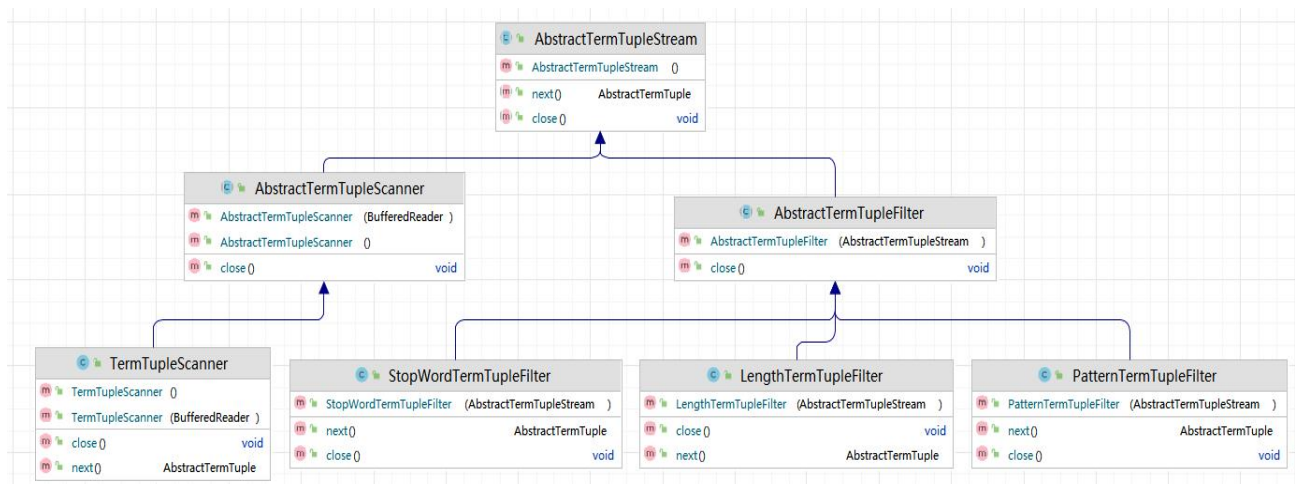 AbstractTermTupleStream
AbstractTermTupleStream ()
next() AbstractTermTuple
close() void
AbstractTermTupleScanner
AbstractTermTupleScanner (BufferedReader )
AbstractTermTupleScanner ()
close() void
AbstractTermTupleFilter
AbstractTermTupleFilter (AbstractTermTupleStream )
close() void
TermTupleScanner
TermTupleScanner ()
TermTupleScanner (BufferedReader )
close() void
next() AbstractTermTuple
StopWordTermTupleFilter
StopWordTermTupleFilter (AbstractTermTupleStream )
next() AbstractTermTuple
close() void
LengthTermTupleFilter
LengthTermTupleFilter (AbstractTermTupleStream )
close() void
next() AbstractTermTuple
PatternTermTupleFilter
PatternTermTupleFilter (AbstractTermTupleStream )
next() AbstractTermTuple
close() void